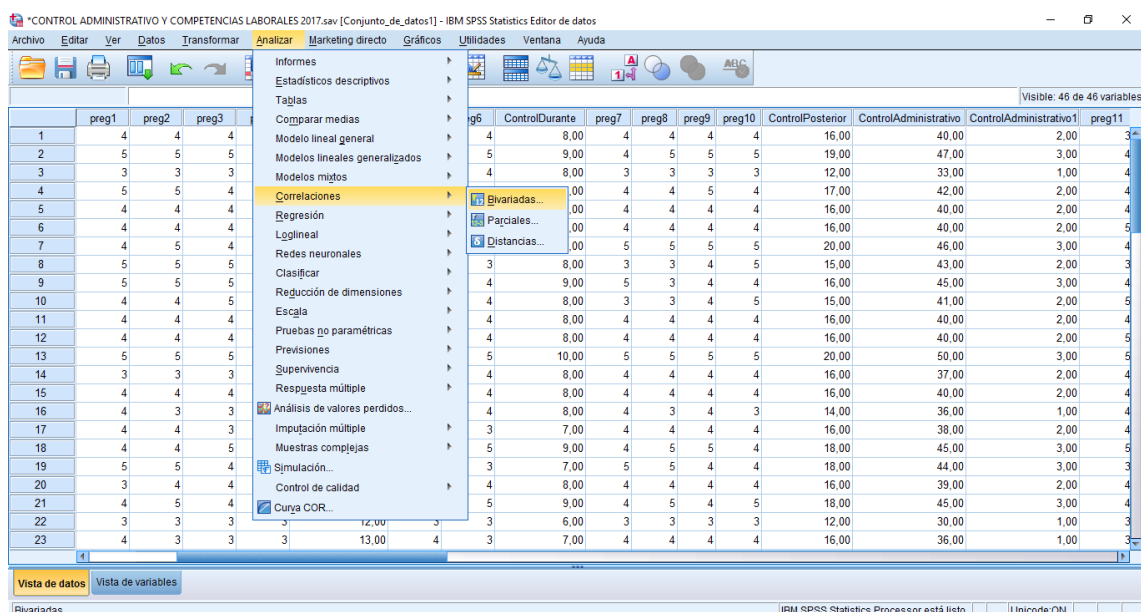 *CONTROL ADMINISTRATIVO Y COMPETENCIAS LABORALES 2017.sav [Conjunto_de_datos1] - IBM SPSS Statistics Editor de datos
Archivo Editar Ver Datos Transformar Analizar Marketing directo Gráficos Utilidades Ventana Ayuda
Visible: 46 de 46 variables
Informes
Estadísticos descriptivos
Tablas
Comparar medias
Modelo lineal general
Modelos lineales generalizados
Modelos mixtos
Correlaciones
Regresión
Loglineal
Redes neuronales
Clasificar
Reducción de dimensiones
Escala
Pruebas no paramétricas
Previsiones
Supervivencia
Respuesta múltiple
Análisis de valores perdidos...
Imputación múltiple
Muestras complejas
Simulación...
Control de calidad
Curva COR...
Bivariadas...
Parciales...
Distancias...
preg1 preg2 preg3 ControlDurante preg7 preg8 preg9 preg10 ControlPosterior ControlAdministrativo ControlAdministrativo1 preg11
1 4 4 4 4 8,00 4 4 4 4 16,00 40,00 2,00 3
2 5 5 5 5 9,00 4 5 5 5 19,00 47,00 3,00 4
3 3 3 3 4 8,00 3 3 3 3 12,00 33,00 1,00 4
4 5 5 4 ,00 4 4 5 4 17,00 42,00 2,00 4
5 4 4 4 ,00 4 4 4 4 16,00 40,00 2,00 4
6 4 4 4 ,00 4 4 4 4 16,00 40,00 2,00 5
7 4 5 4 ,00 5 5 5 5 20,00 46,00 3,00 4
8 5 5 5 3 8,00 3 3 4 5 15,00 43,00 2,00 3
9 5 5 5 4 9,00 5 3 4 4 16,00 45,00 3,00 4
10 4 4 5 4 8,00 3 3 4 5 15,00 41,00 2,00 5
11 4 4 4 4 8,00 4 4 4 4 16,00 40,00 2,00 4
12 4 4 4 4 8,00 4 4 4 4 16,00 40,00 2,00 5
13 5 5 5 5 10,00 5 5 5 5 20,00 50,00 3,00 5
14 3 3 3 4 8,00 4 4 4 4 16,00 37,00 2,00 4
15 4 4 4 4 8,00 4 4 4 4 16,00 40,00 2,00 4
16 4 3 3 4 8,00 4 3 4 3 14,00 36,00 1,00 4
17 4 4 3 3 7,00 4 4 4 4 16,00 38,00 2,00 4
18 4 4 5 5 9,00 4 5 5 4 18,00 45,00 3,00 5
19 5 5 4 3 7,00 5 5 4 4 18,00 44,00 3,00 3
20 3 4 4 4 8,00 4 4 4 4 16,00 39,00 2,00 4
21 4 5 4 5 9,00 4 5 4 5 18,00 45,00 3,00 4
22 3 3 3 3 12,00 3 3 6,00 3 3 3 3 12,00 30,00 1,00 3
23 4 3 3 3 13,00 4 3 7,00 4 4 4 4 16,00 36,00 1,00 3
Vista de datos Vista de variables
Bivariadas IBM SPSS Statistics Processor está listo Unicode:ON